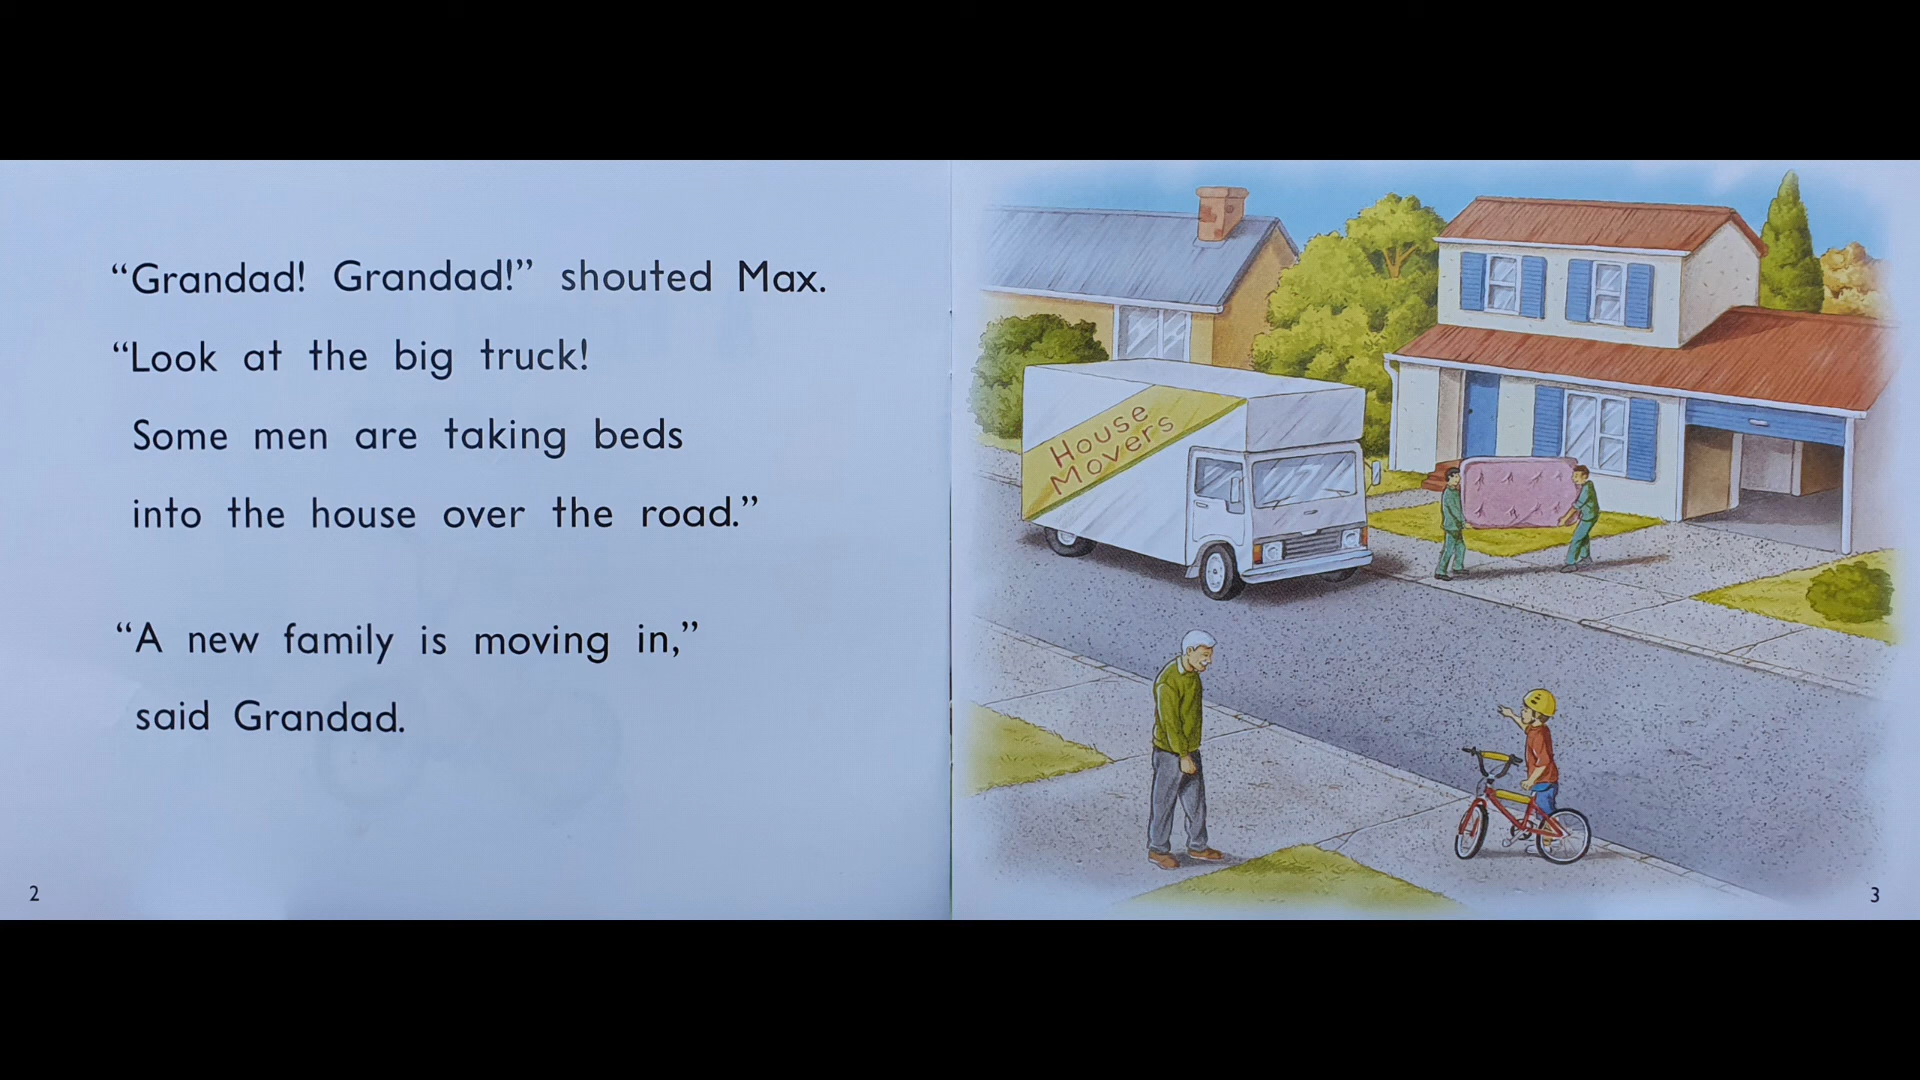 “Grandad! Grandad!” shouted Max.
“Look at the big truck!
Some men are taking beds
into the house over the road.”
“A new family is moving in,”
said Grandad.
2
House
Movers
3